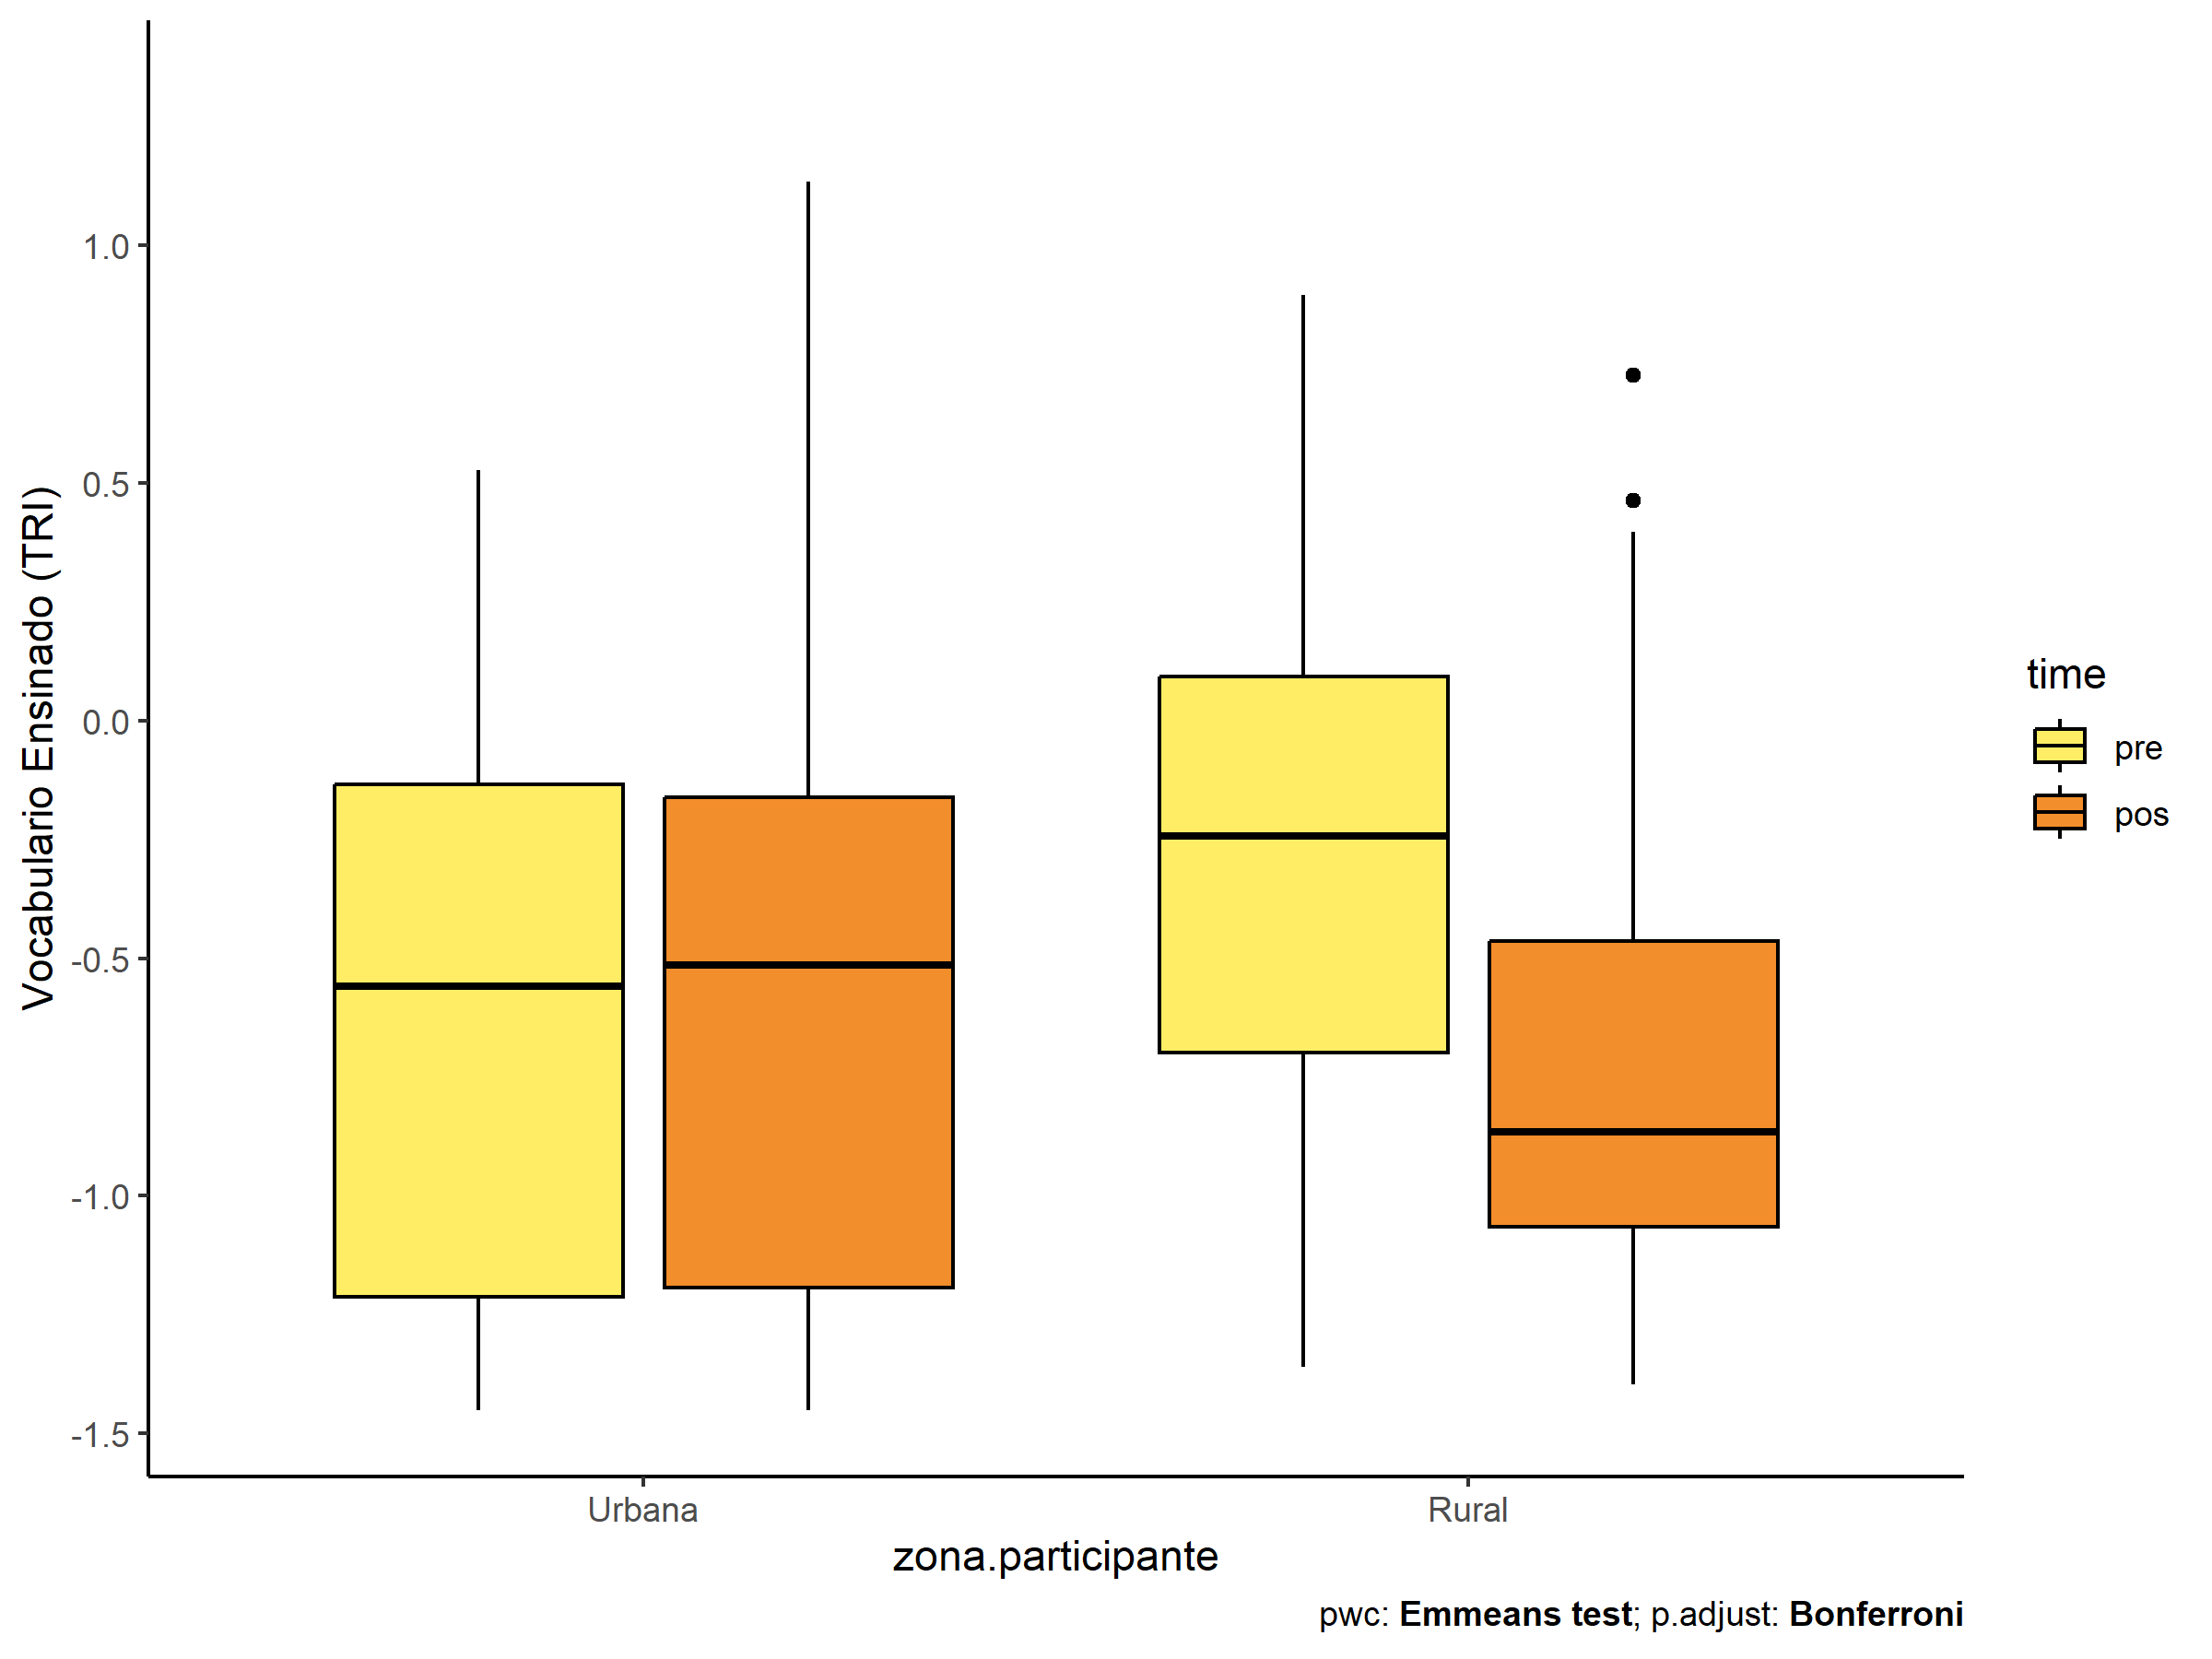 Vocabulario Ensinado (TRI)
1.0
0.5
0.0
-0.5
-1.0
-1.5
Urbana
Rural
zona.participante
time
pre
pos
pwc: Emmeans test; p.adjust: Bonferroni